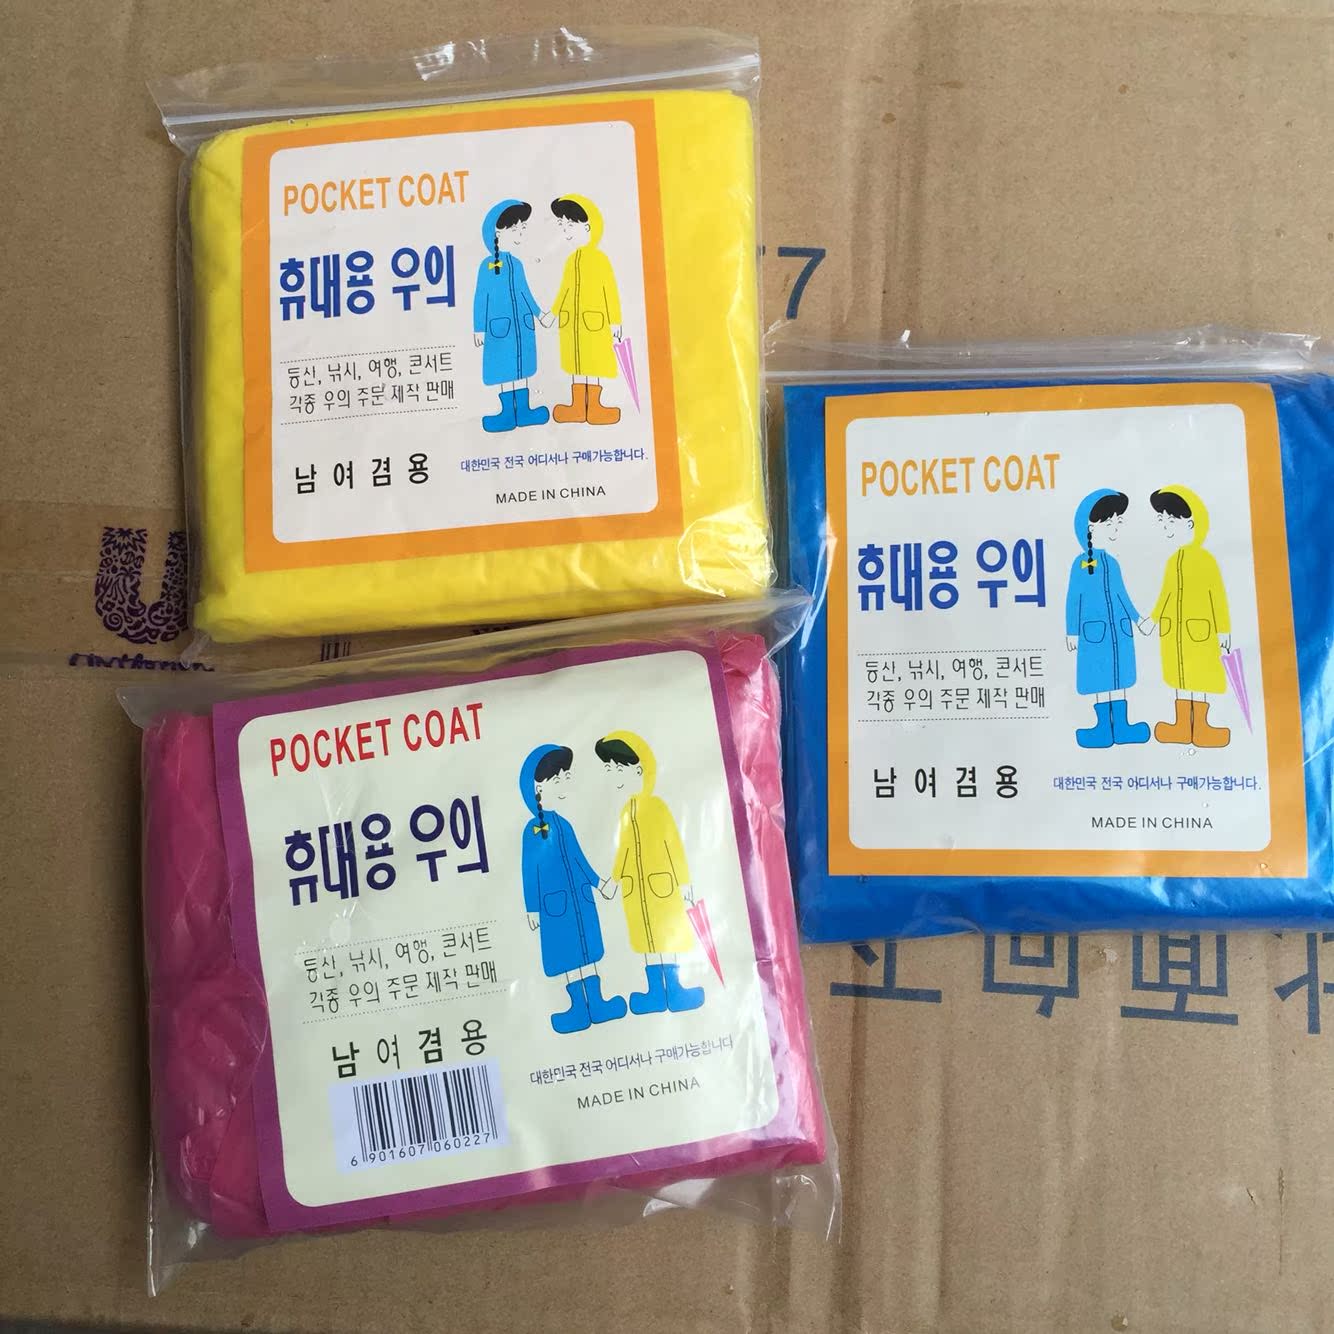 POCKET COAT
휴대용 우의
등산, 낚시, 여행, 콘서트
각종 우의 주문 제작 판매
남 여 겸 용
대한민국 전국 어디서나 구매가능합니다.
MADE IN CHINA
7
POCKET COAT
휴대용 우의
등산, 낚시, 여행, 콘서트
각종 우의 주문 제작 판매
남 여 겸 용
대한민국 전국 어디서나 구매가능합니다.
MADE IN CHINA
POCKET COAT
휴대용 우의
등산, 낚시, 여행, 콘서트
각종 우의 주문 제작 판매
남 여 겸 용
대한민국 전국 어디서나 구매가능합니다
MADE IN CHINA
6 901607 060227